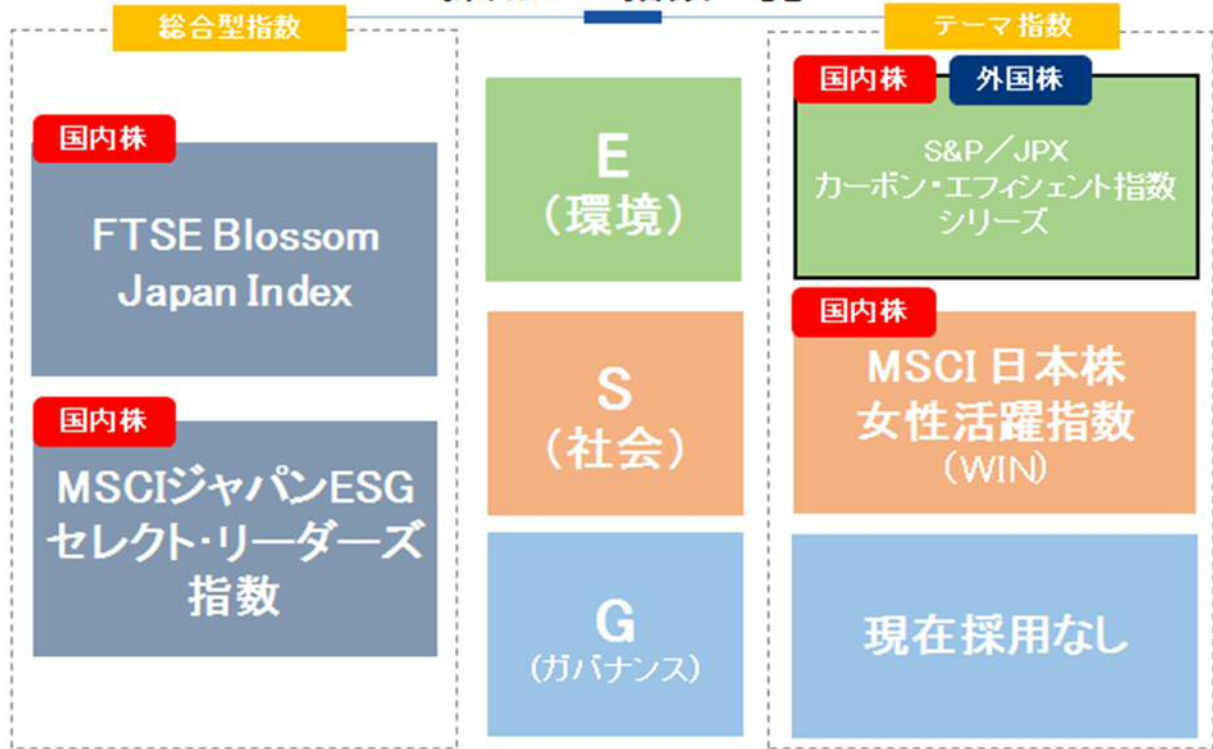 総合型指数
国内株
FTSE Blossom
Japan Index
国内株
MSCIジャパンESG
セレクト・リーダーズ
指数
E
(環境)
S
(社会)
G
(ガバナンス)
テーマ指数
国内株
外国株
S&P／JPX
カーボン・エフィシェント指数
シリーズ
国内株
MSCI 日本株
女性活躍指数
(WIN)
現在採用なし